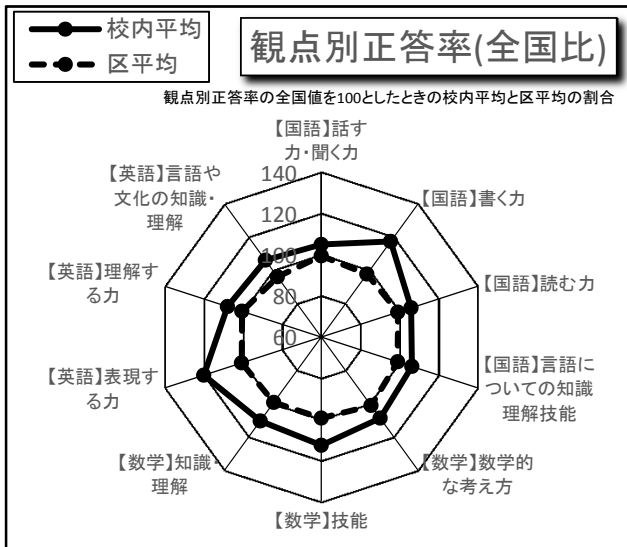 校内平均
区平均
観点別正答率(全国比)
観点別正答率の全国値を100としたときの校内平均と区平均の割合
【国語】話す
力・聞く力
【国語】書く力
【国語】読む力
【国語】言語に
ついての知識
理解技能
【数学】数学的
な考え方
【数学】技能
【数学】知識・
理解
【英語】表現す
る力
【英語】理解す
る力
【英語】言語や
文化の知識・
理解
140
120
100
80
60